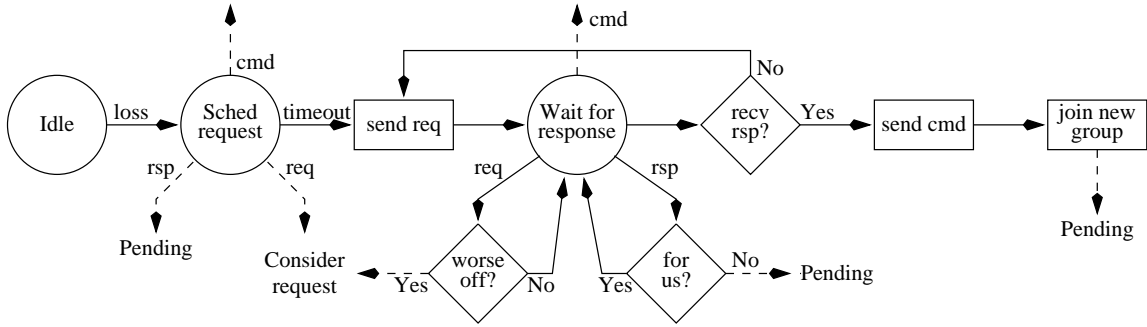 cmd
cmd
No
Idle
loss
Sched
request
timeout
send req
Wait for
response
recv
rsp?
Yes
send cmd
join new
group
rsp
req
req
rsp
Pending
Consider
request
Yes
worse
off?
No
Yes
for
us?
No
Pending
Pending